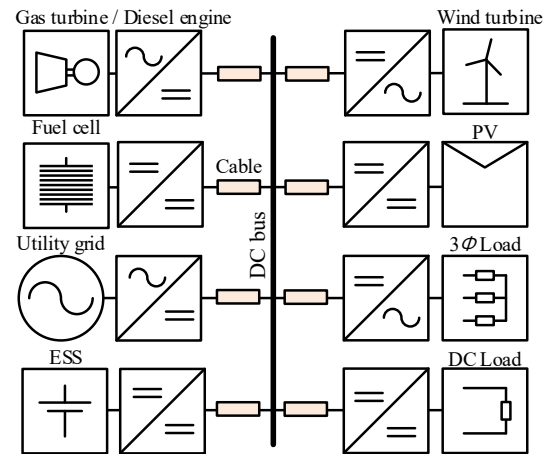 Gas turbine / Diesel engine
Wind turbine
Fuel cell
PV
Cable
Utility grid
DC bus
3Φ Load
ESS
DC Load